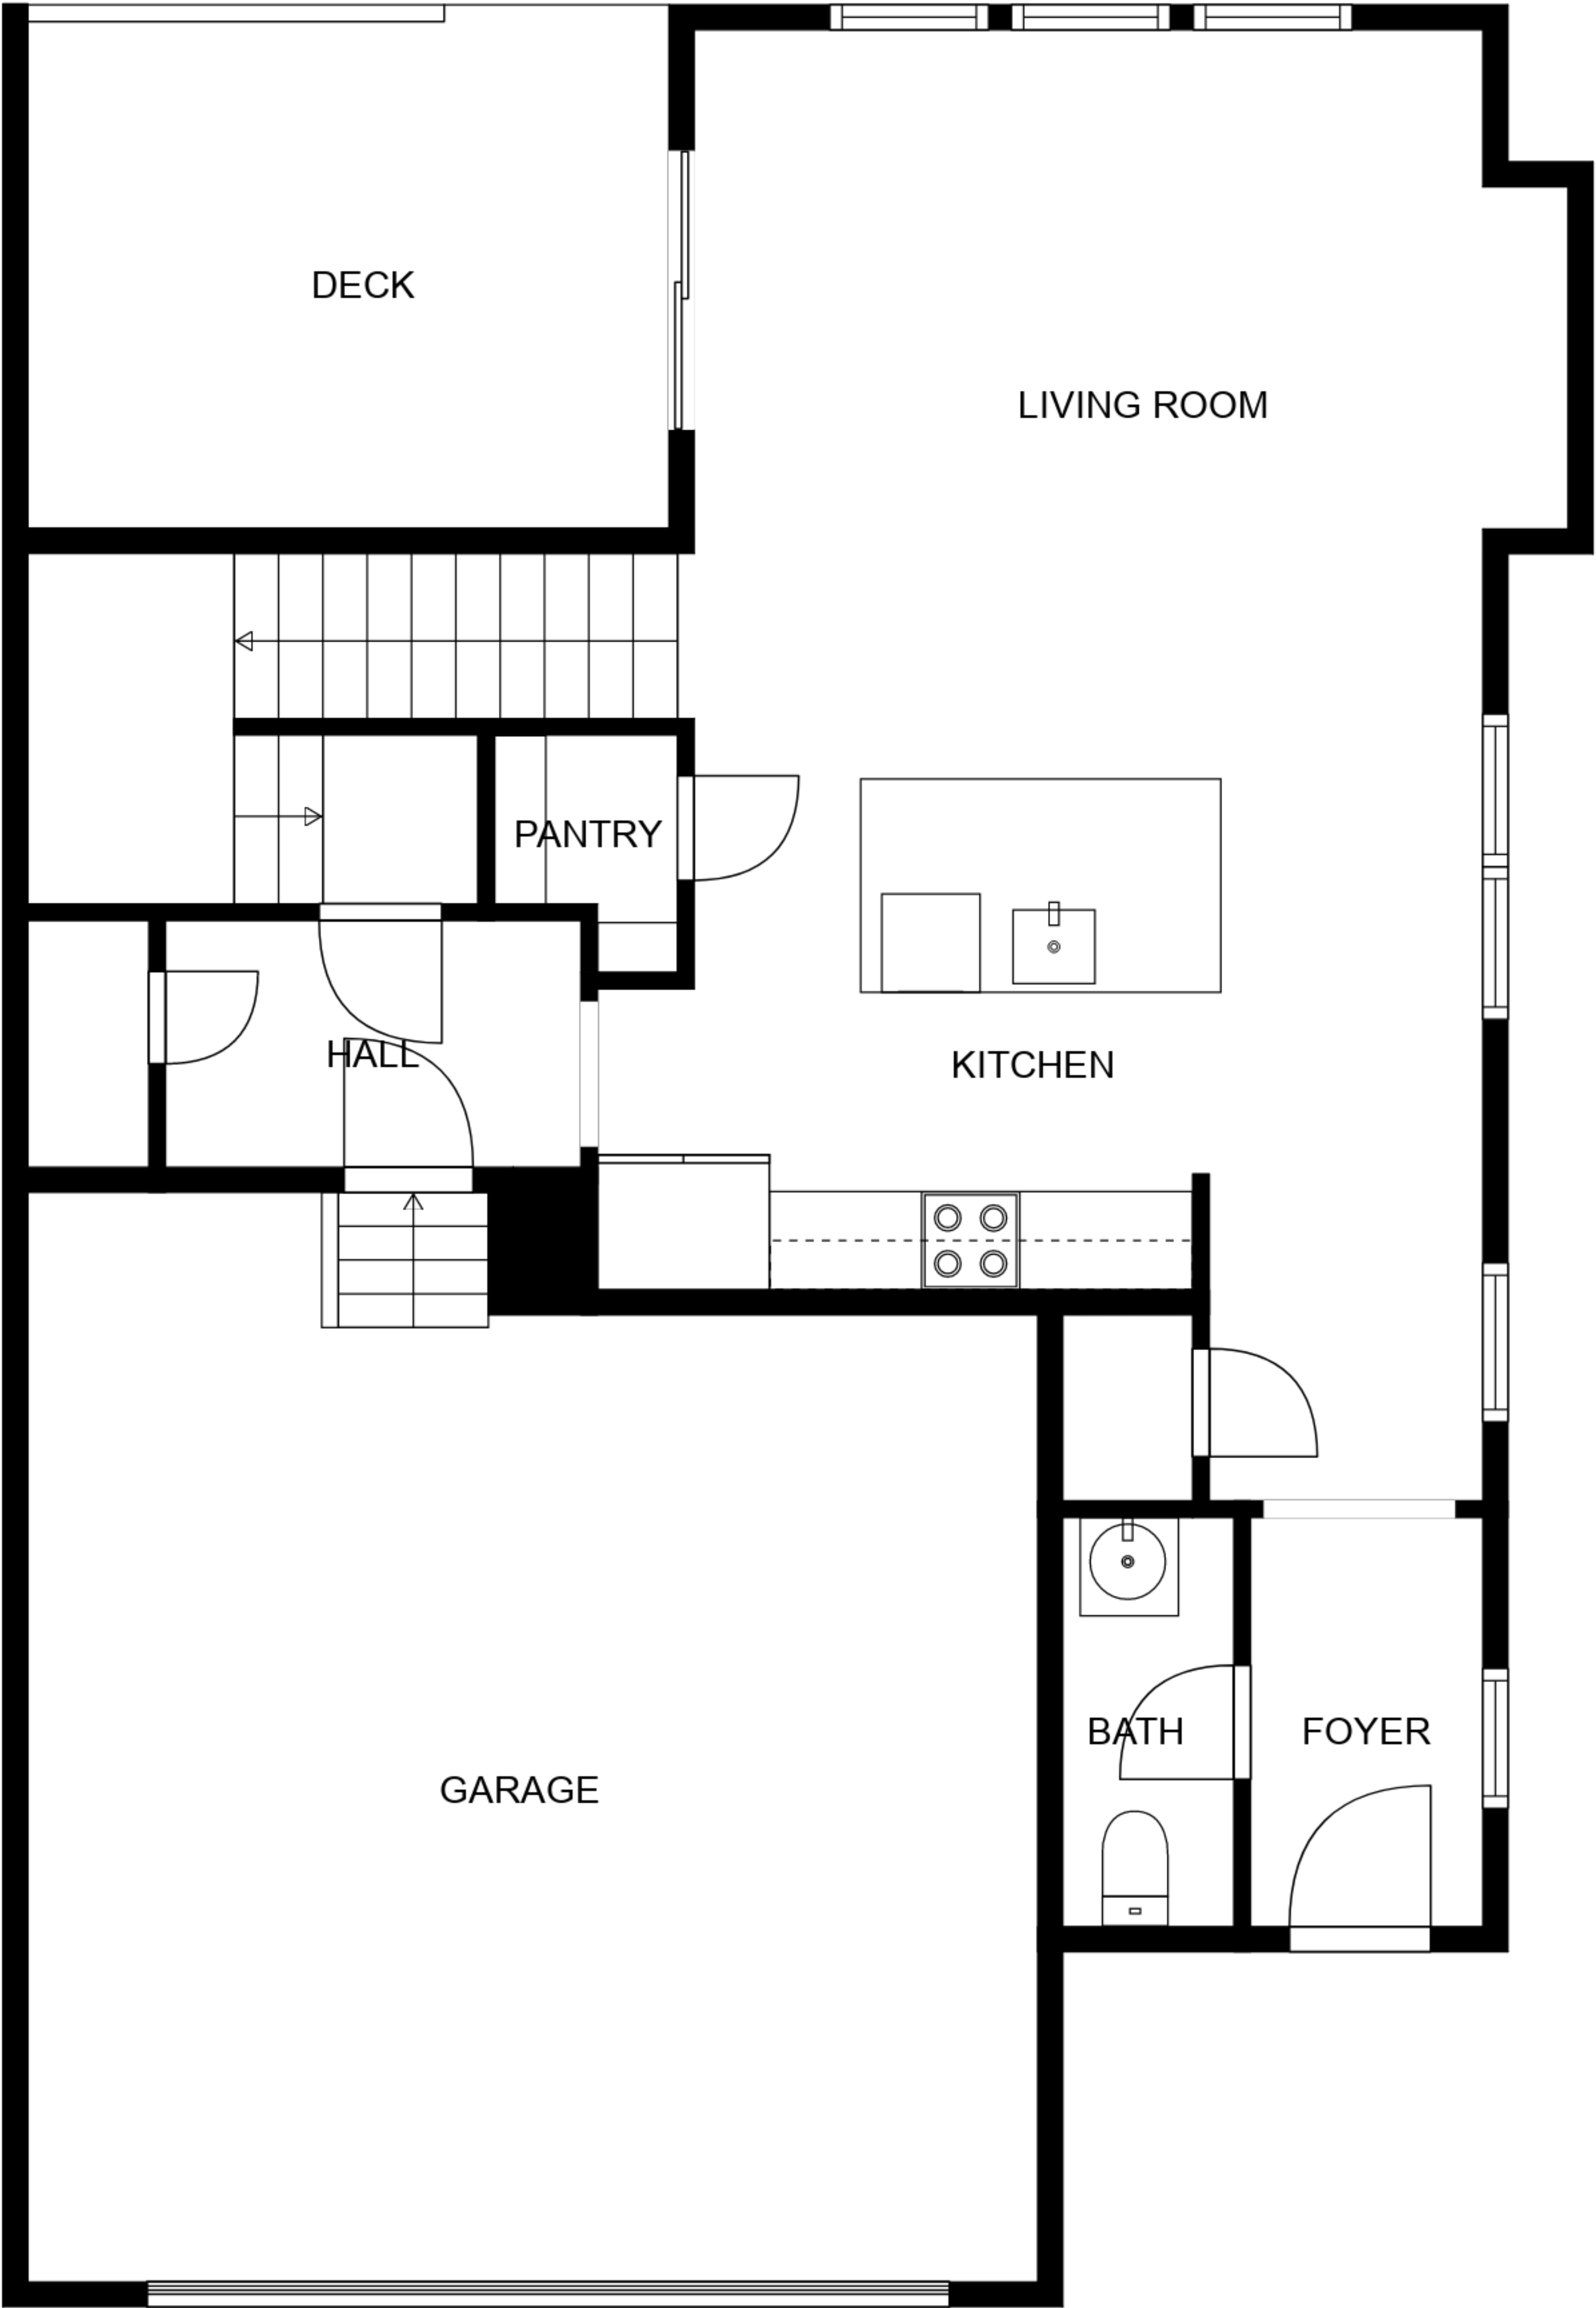 DECK
LIVING ROOM
PANTRY
HALL
KITCHEN
BATH
FOYER
GARAGE